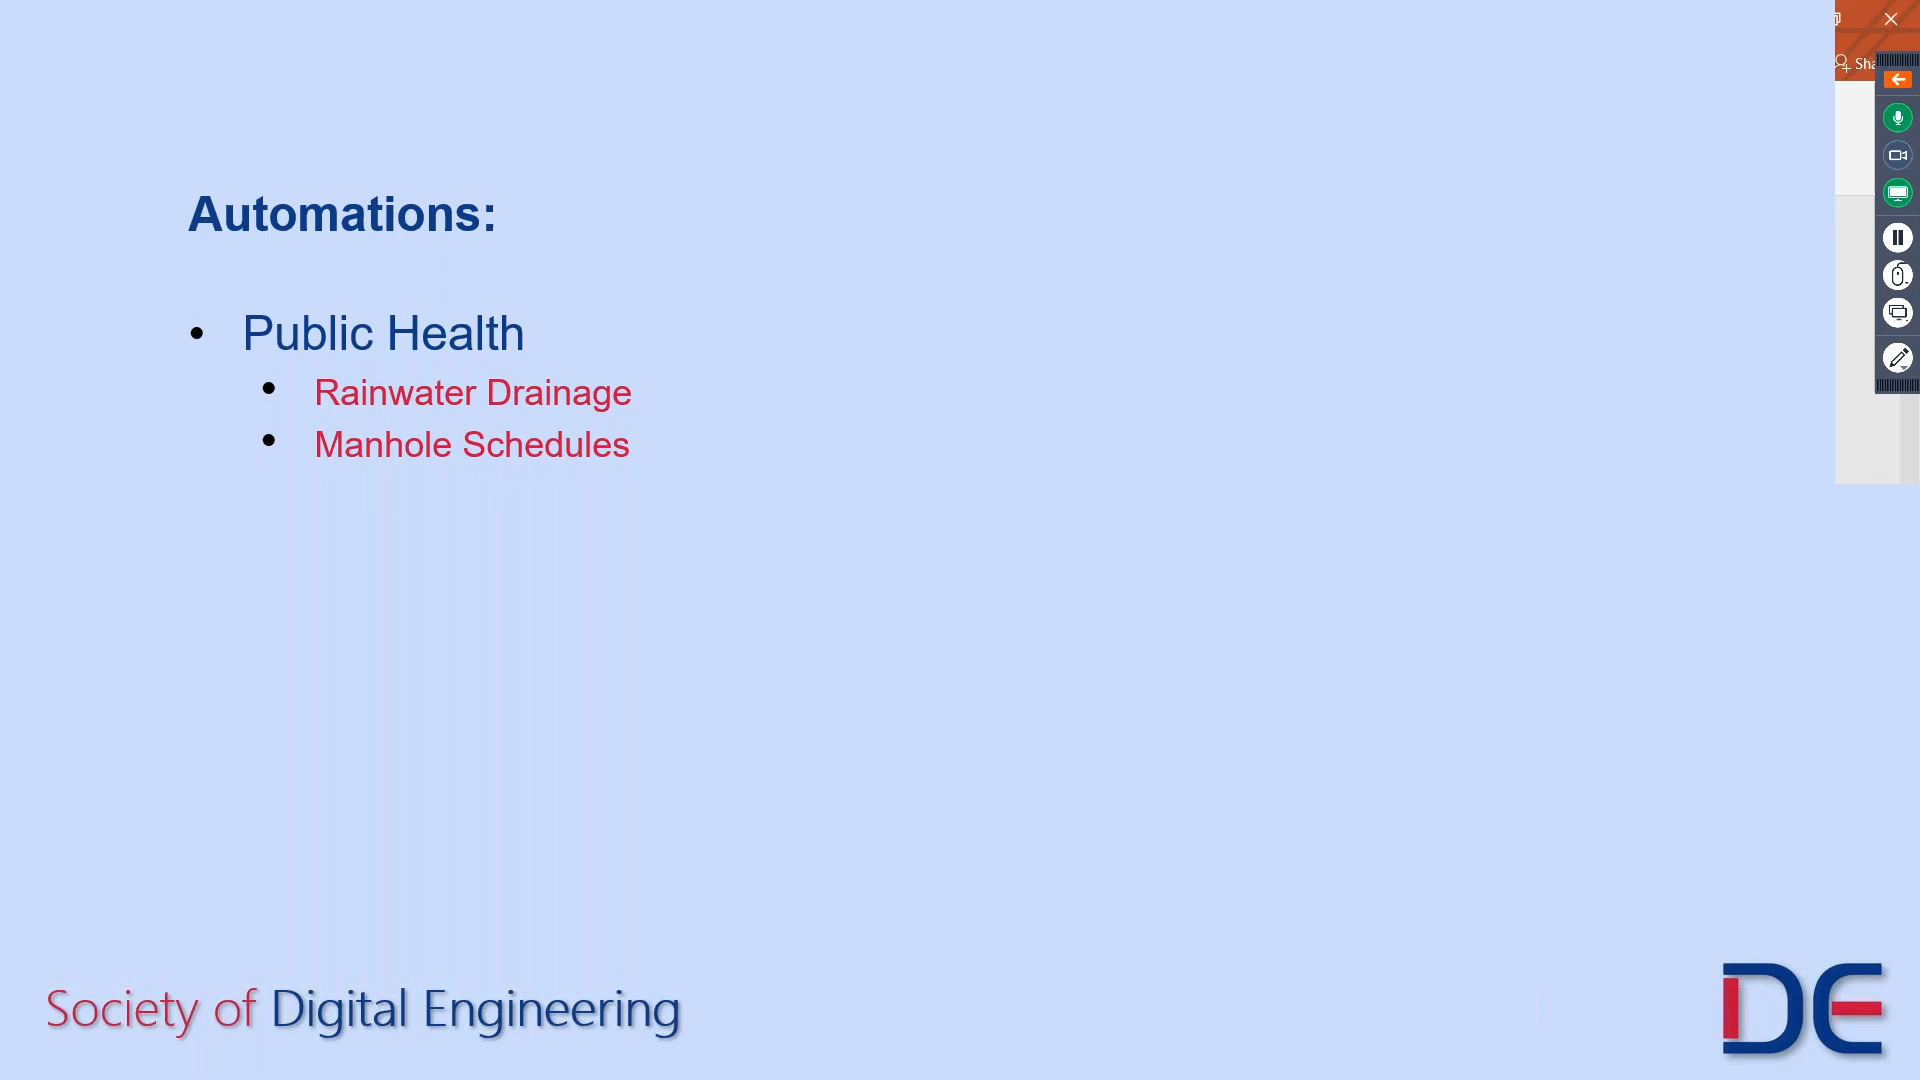 Automations:
• Public Health
• Rainwater Drainage
• Manhole Schedules
Society of Digital Engineering
DE